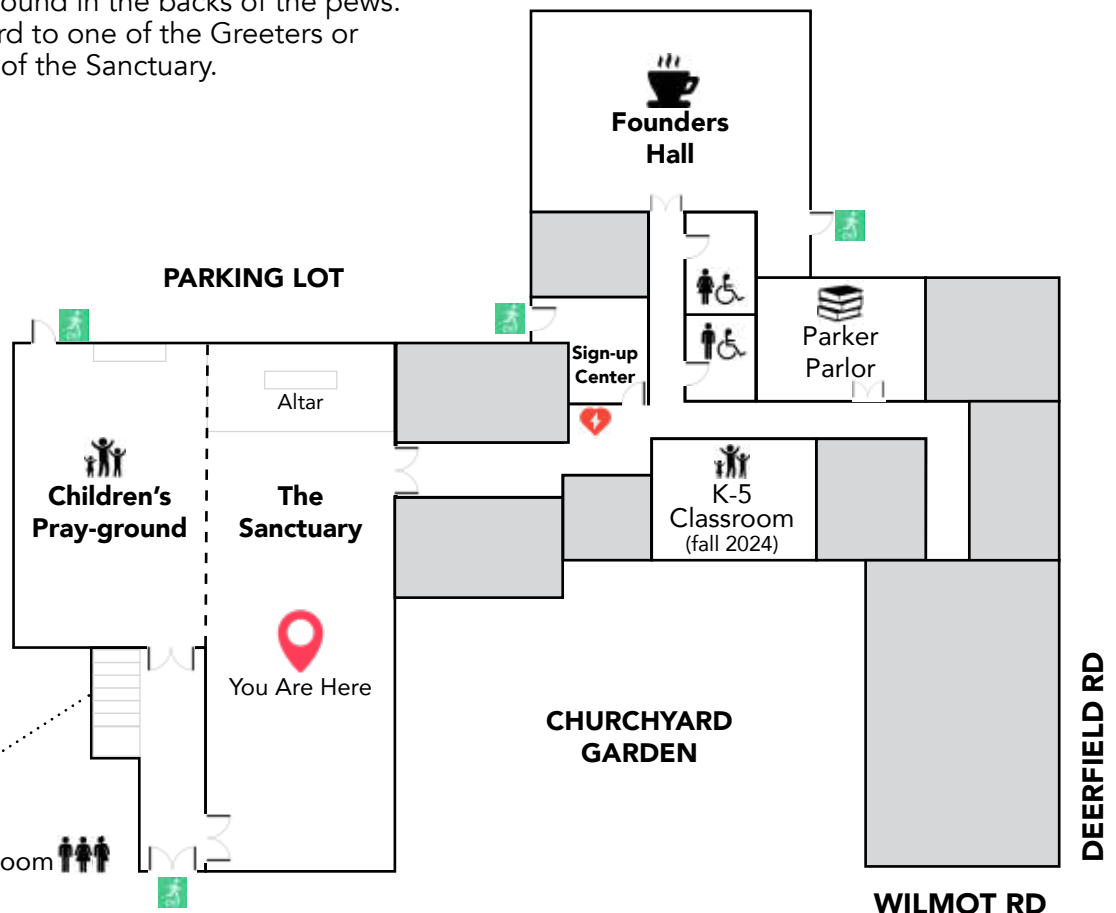 ound in the backs of the pews.
rd to one of the Greeters or
of the Sanctuary.
Founders
Hall
PARKING LOT
Sign-up
Center
Parker
Parlor
Altar
Children's
Pray-ground
The
Sanctuary
K-5
Classroom
(fall 2024)
You Are Here
CHURCHYARD
GARDEN
DEERFIELD RD
oom
WILMOT RD